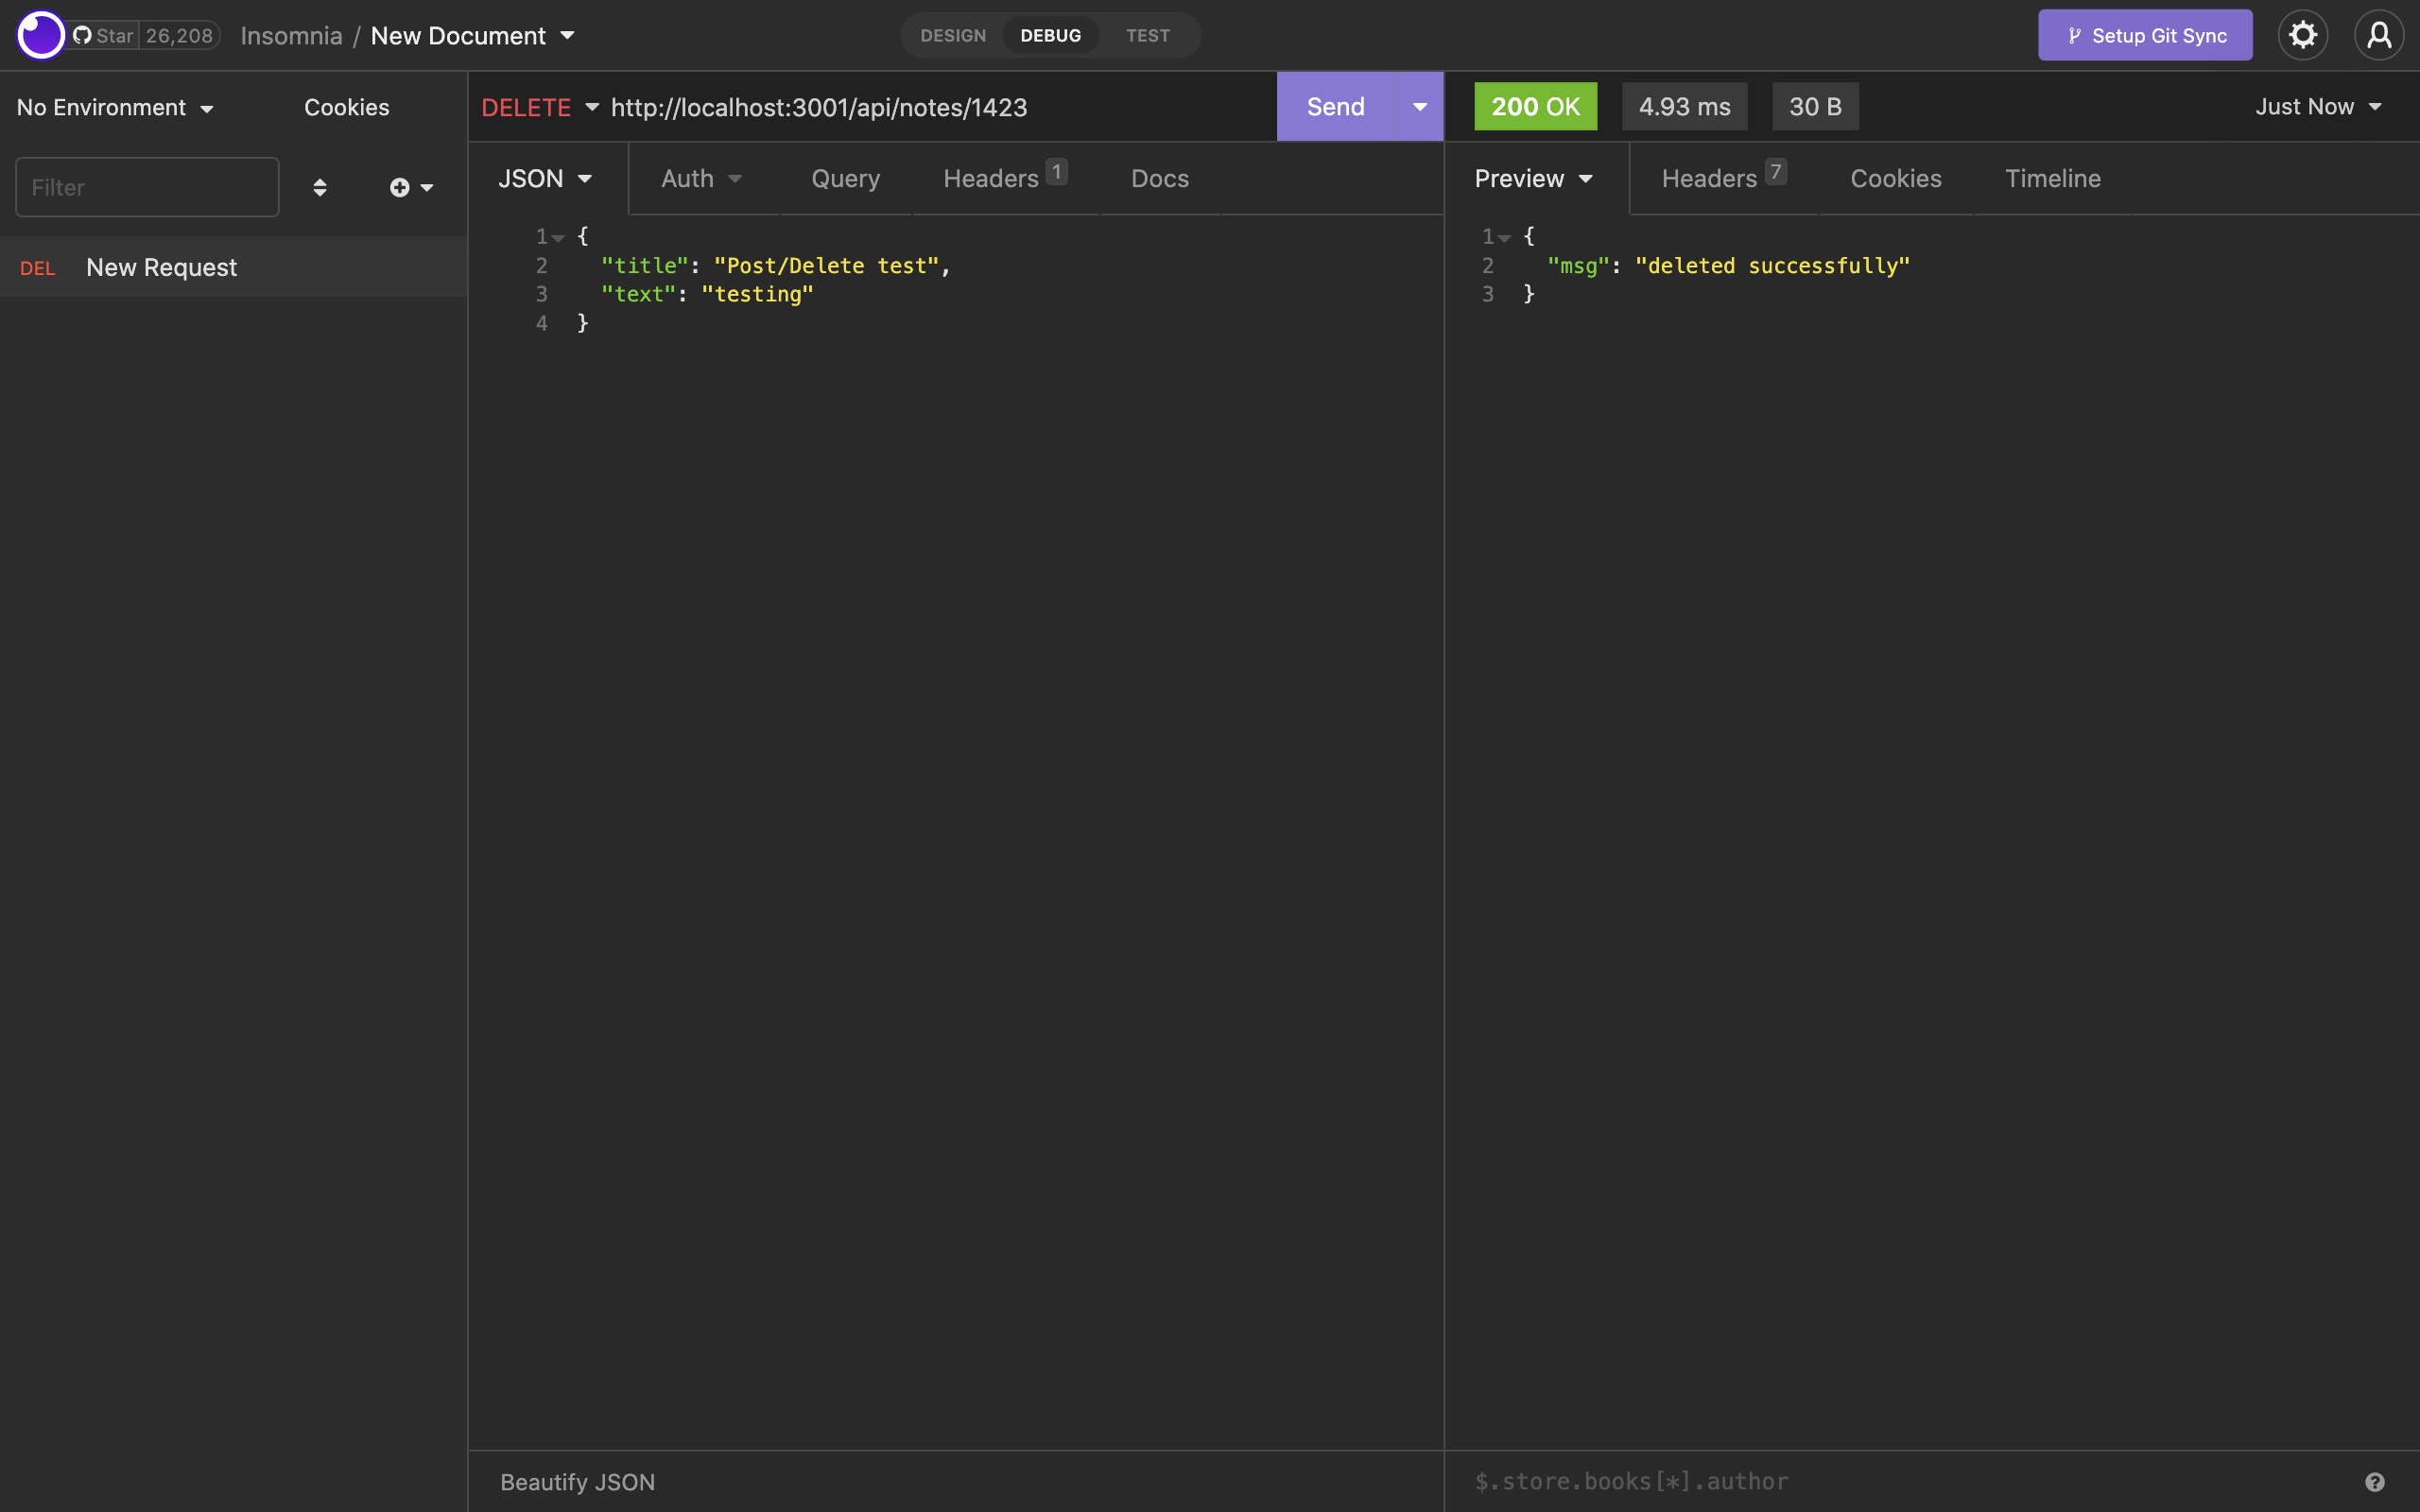 Star 26,208 Insomnia / New Document DESIGN DEBUG TEST Setup Git Sync
No Environment Cookies
DELETE http://localhost:3001/api/notes/1423 Send
200 OK 4.93 ms 30 B Just Now
Filter
DEL New Request
JSON Auth Query Headers 1 Docs
1 {
2 "title": "Post/Delete test",
3 "text": "testing"
4 }
Beautify JSON
Preview Headers 7 Cookies Timeline
1 {
2 "msg": "deleted successfully"
3 }
$.store.books[*].author ?